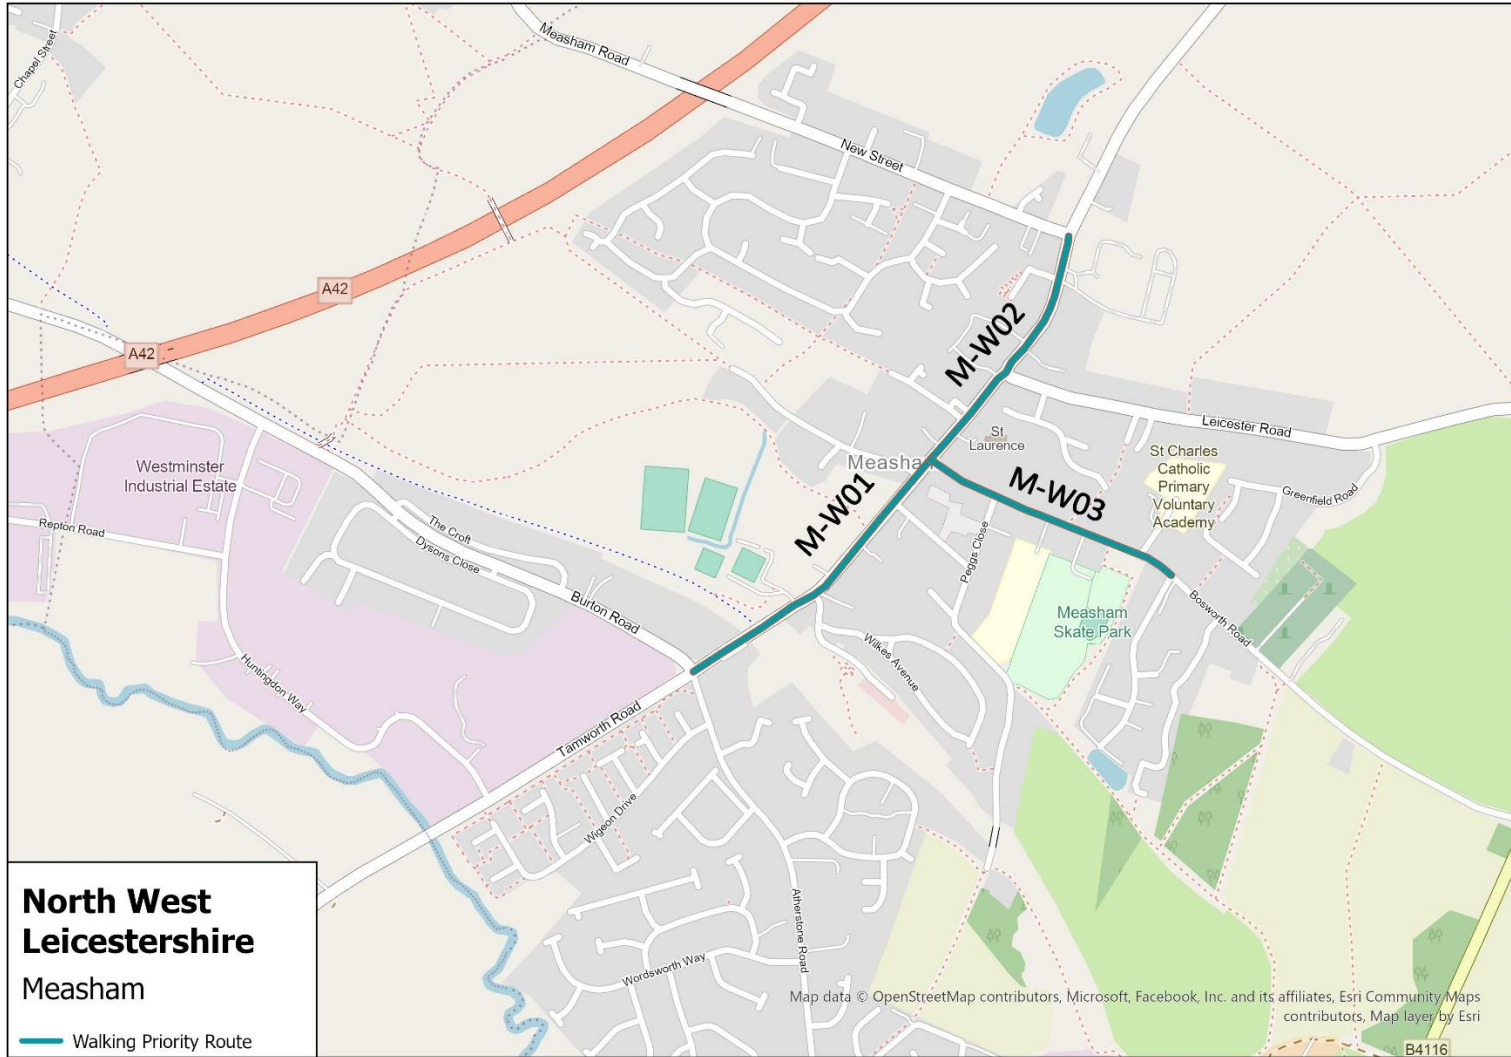 Chapel Street
Measham Road
New Street
A42
A42
M-W02
Leicester Road
St
Laurence
Measha
St Charles
Catholic
Primary
Voluntary
Academy
Greenfield Road
Westminster
Industrial Estate
M-W01
M-W03
Repton Road
The Croft
Dysons Close
Peggs Close
Burton Road
Measham
Skate Park
Bosworth Road
Wilkes Avenue
Huntingdon Way
Tamworth Road
Wigeon Drive
Atherstone Road
Wordsworth Way
North West
Leicestershire
Measham
Walking Priority Route
Map data © OpenStreetMap contributors, Microsoft, Facebook, Inc. and its affiliates, Esri Community Maps
contributors, Map layer by Esri
B4116